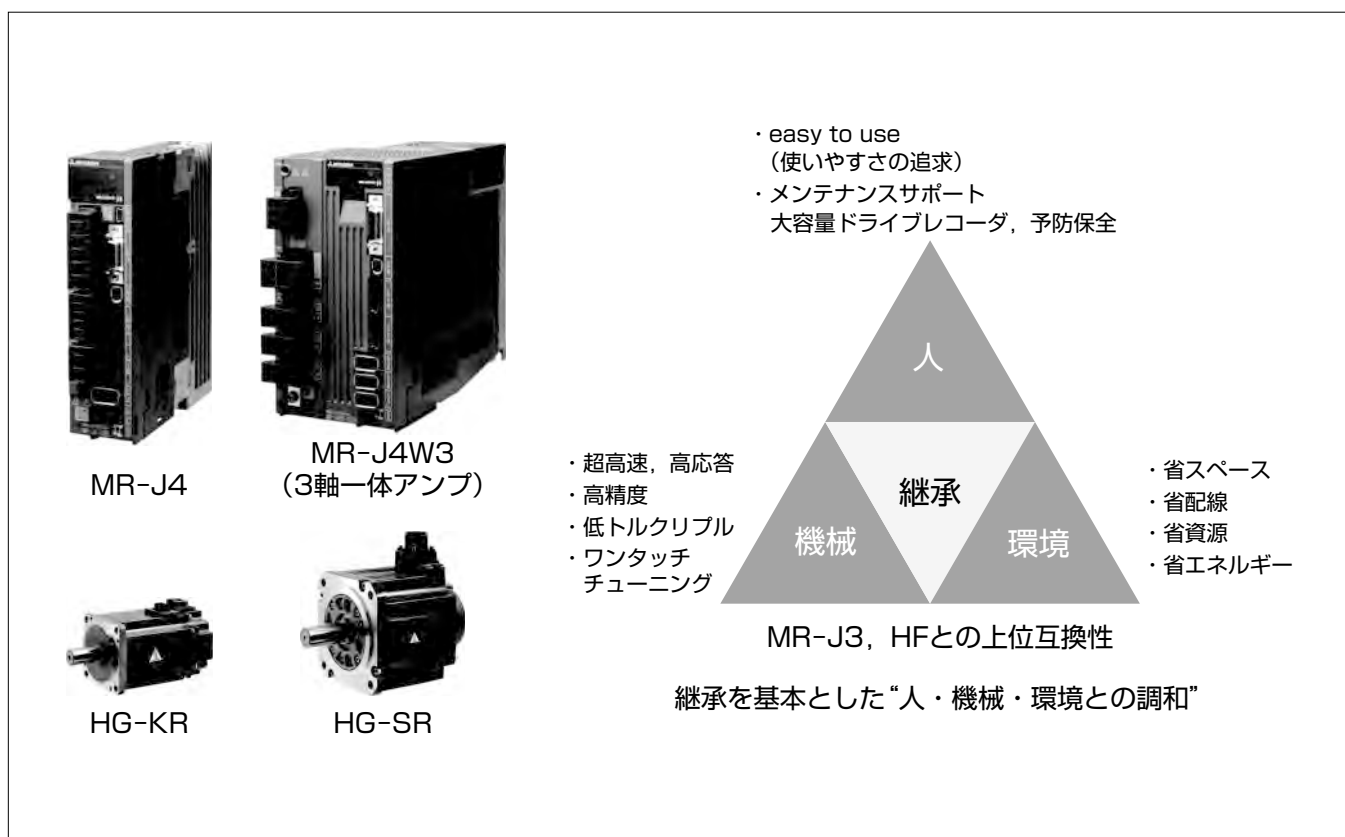 MR-J4
MR-J4W3
（3軸一体アンプ）
HG-KR
HG-SR
・easy to use
（使いやすさの追求）
・メンテナンスサポート
大容量ドライブレコーダ，予防保全
人
・超高速，高応答
・高精度
・低トルクリプル
・ワンタッチ
チューニング
機械
継承
環境
・省スペース
・省配線
・省資源
・省エネルギー
MR-J3，HFとの上位互換性
継承を基本とした“人・機械・環境との調和”